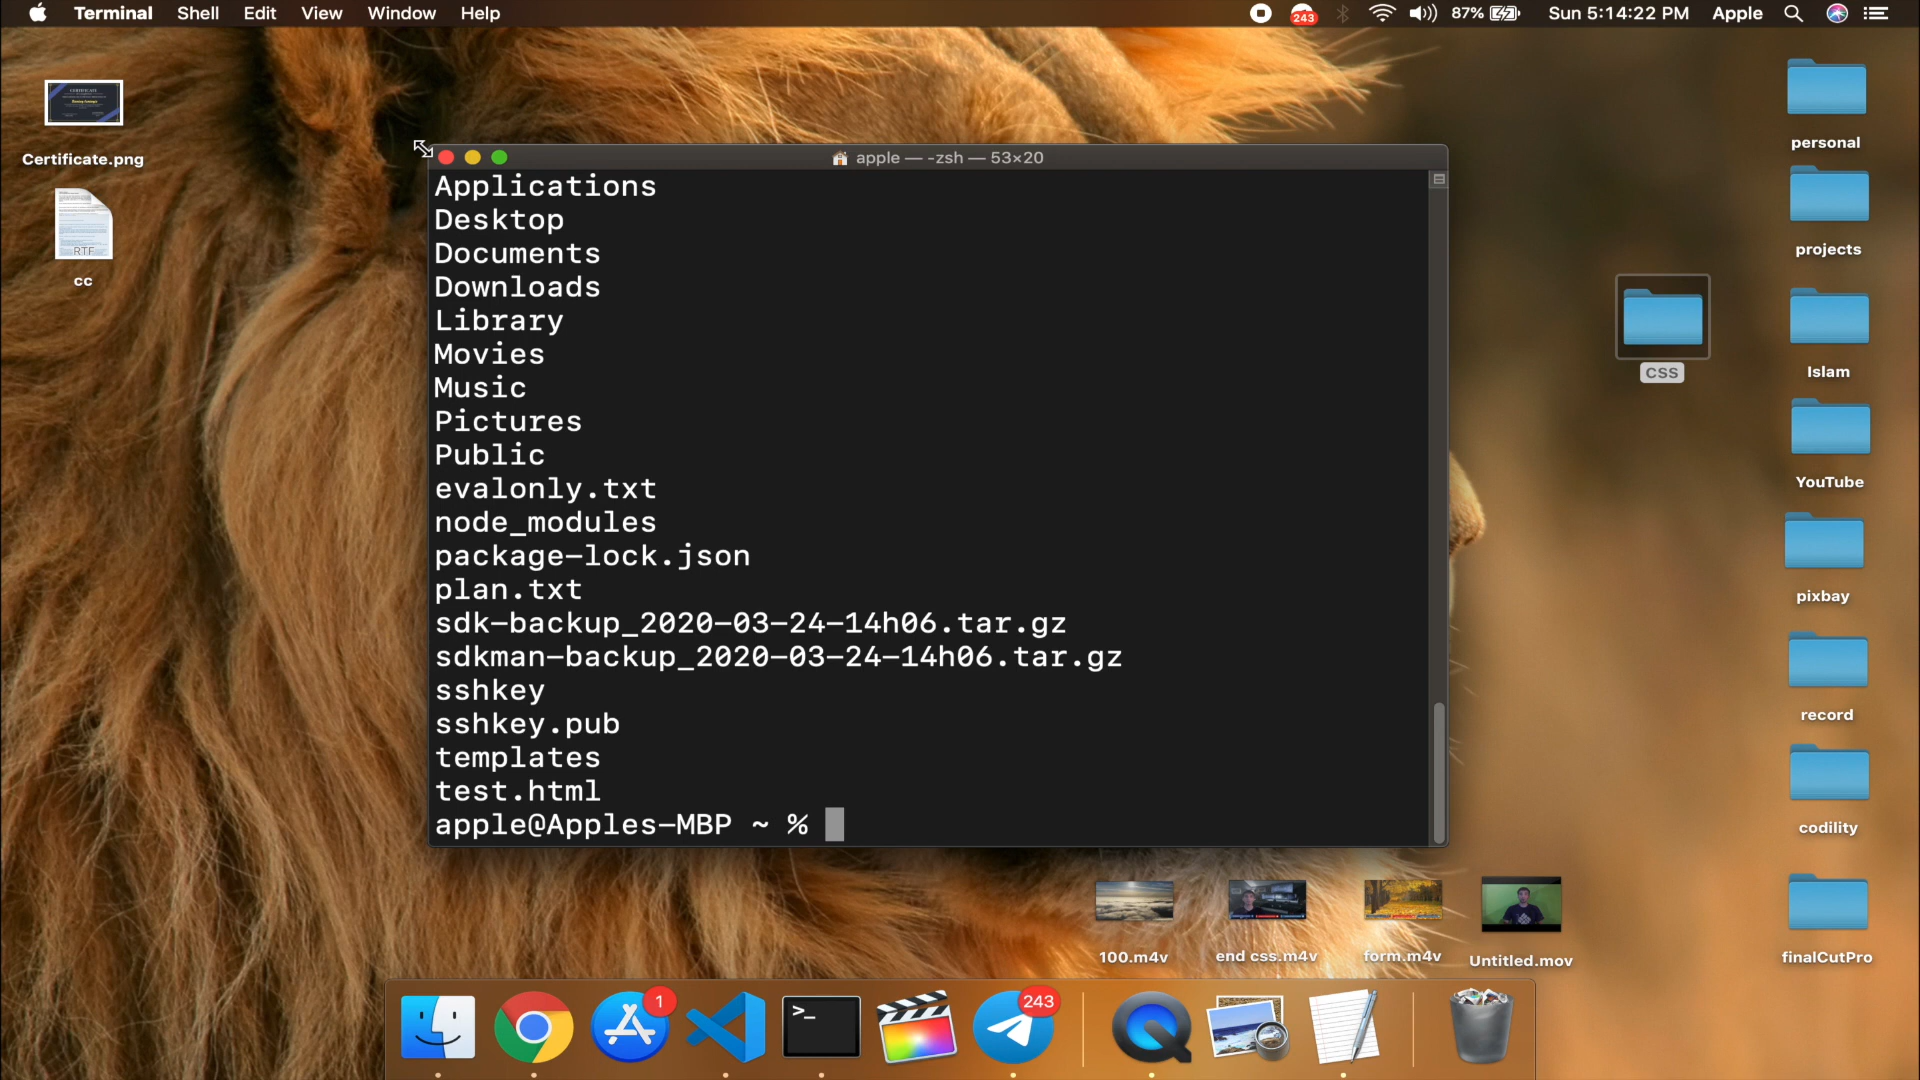 Terminal Shell Edit View Window Help
243 87% Sun 5:14:22 PM Apple
Certificate.png
RTF
cc
apple — -zsh — 53×20
Applications
Desktop
Documents
Downloads
Library
Movies
Music
Pictures
Public
evalonly.txt
node_modules
package-lock.json
plan.txt
sdk-backup_2020-03-24-14h06.tar.gz
sdkman-backup_2020-03-24-14h06.tar.gz
sshkey
sshkey.pub
templates
test.html
apple@Apples-MBP ~ %
CSS
personal
projects
Islam
YouTube
pixbay
record
codility
finalCutPro
100.m4v
end css.m4v
form.m4v
Untitled.mov
1
>_
243